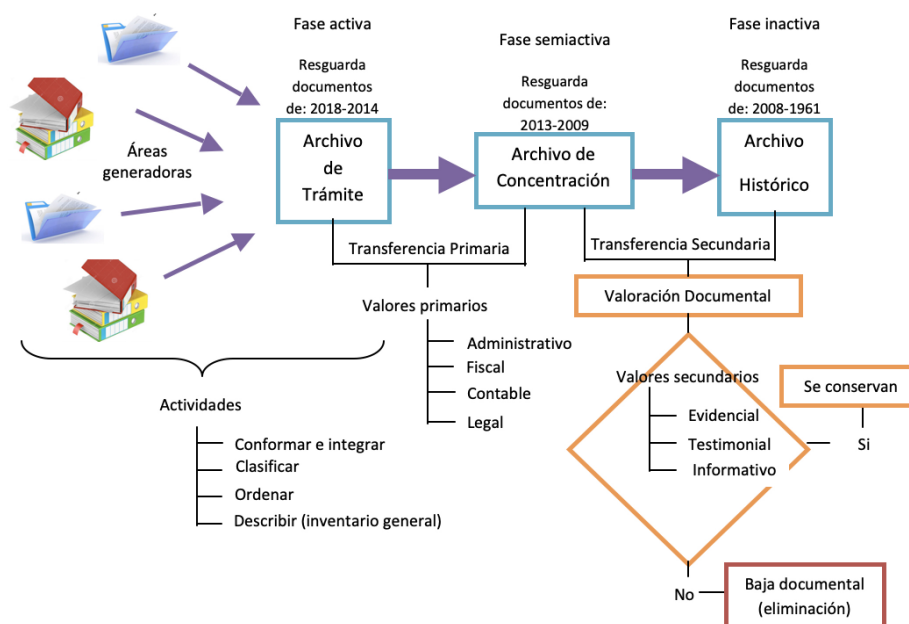 Fase activa
Resguarda
documentos
de: 2018-2014
Archivo
de
Trámite
Fase semiactiva
Resguarda
documentos de:
2013-2009
Archivo de
Concentración
Fase inactiva
Resguarda
documentos
de: 2008-1961
Archivo
Histórico
Áreas
generadoras
Transferencia Primaria
Transferencia Secundaria
Valores primarios
Administrativo
Fiscal
Contable
Legal
Valoración Documental
Valores secundarios
Evidencial
Testimonial
Informativo
Se conservan
Si
Actividades
Conformar e integrar
Clasificar
Ordenar
Describir (inventario general)
No
Baja documental
(eliminación)